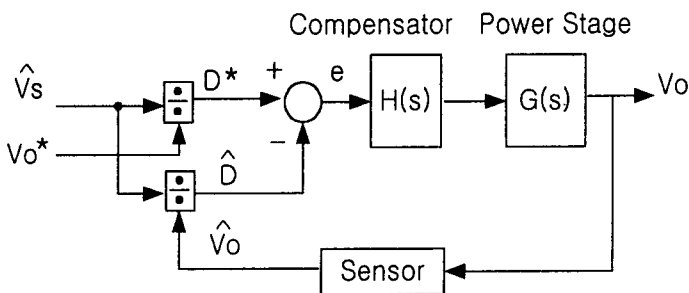 Compensator
Power Stage
V̂s
÷
D*
+
e
H(s)
G(s)
Vo
Vo*
−
÷
D̂
V̂o
Sensor